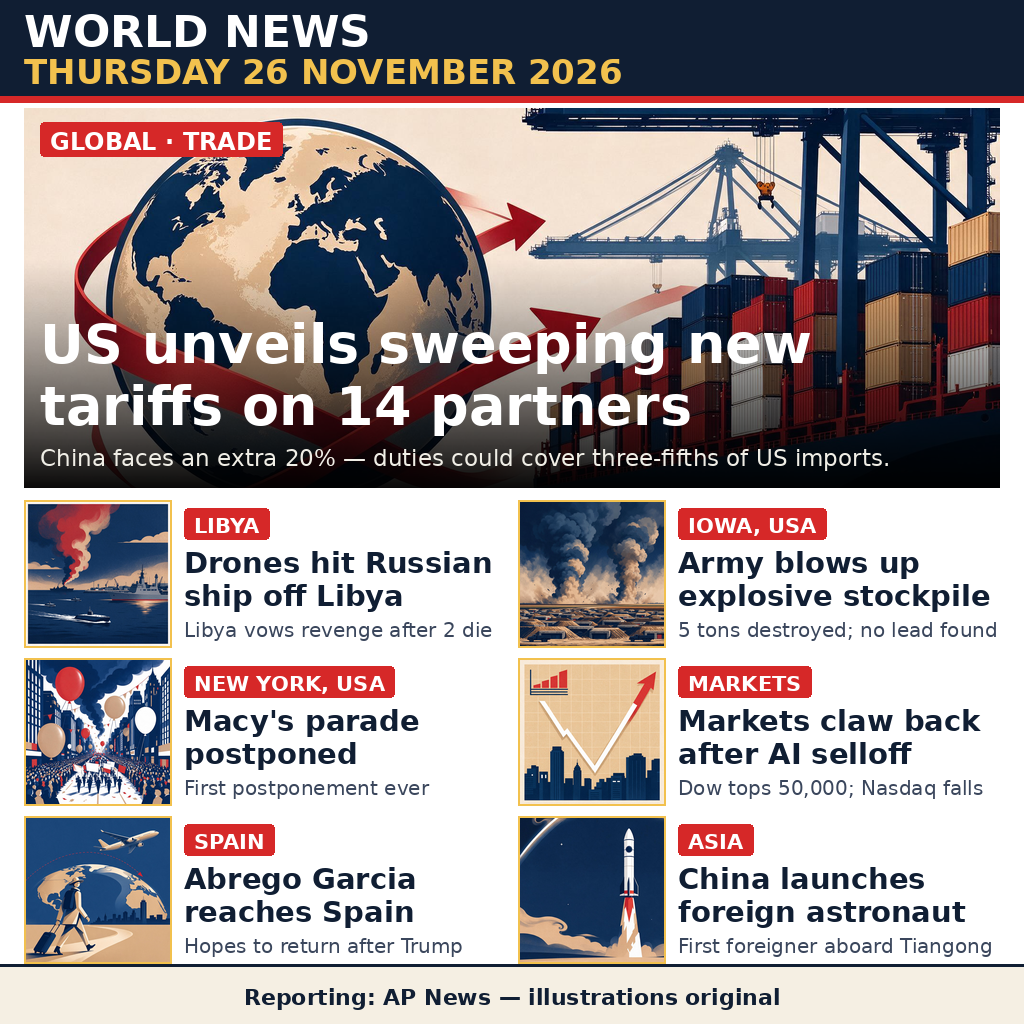 WORLD NEWS
THURSDAY 26 NOVEMBER 2026
GLOBAL · TRADE
US unveils sweeping new
tariffs on 14 partners
China faces an extra 20% — duties could cover three-fifths of US imports.
LIBYA
Drones hit Russian
ship off Libya
Libya vows revenge after 2 die
IOWA, USA
Army blows up
explosive stockpile
5 tons destroyed; no lead found
NEW YORK, USA
Macy's parade
postponed
First postponement ever
MARKETS
Markets claw back
after AI selloff
Dow tops 50,000; Nasdaq falls
SPAIN
Abrego Garcia
reaches Spain
Hopes to return after Trump
ASIA
China launches
foreign astronaut
First foreigner aboard Tiangong
Reporting: AP News — illustrations original